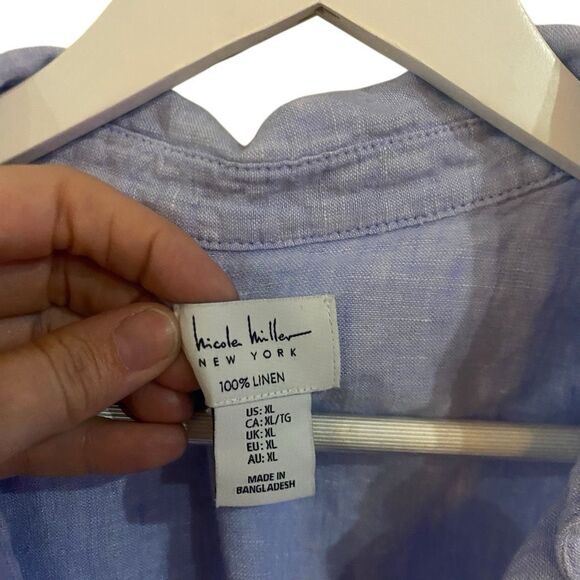 Nicole Miller
NEW YORK
100% LINEN
US: XL
CA: XL/TG
UK: XL
EU: XL
AU: XL
MADE IN
BANGLADESH